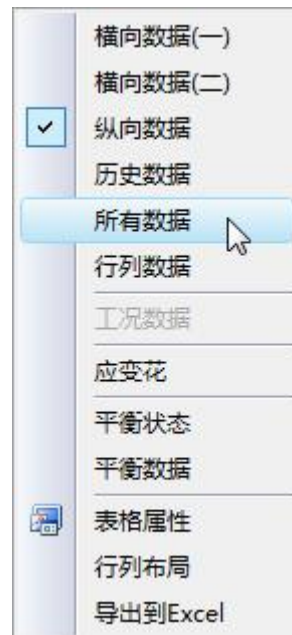 横向数据(一)
横向数据(二)
纵向数据
历史数据
所有数据
行列数据
工况数据
应变花
平衡状态
平衡数据
表格属性
行列布局
导出到Excel